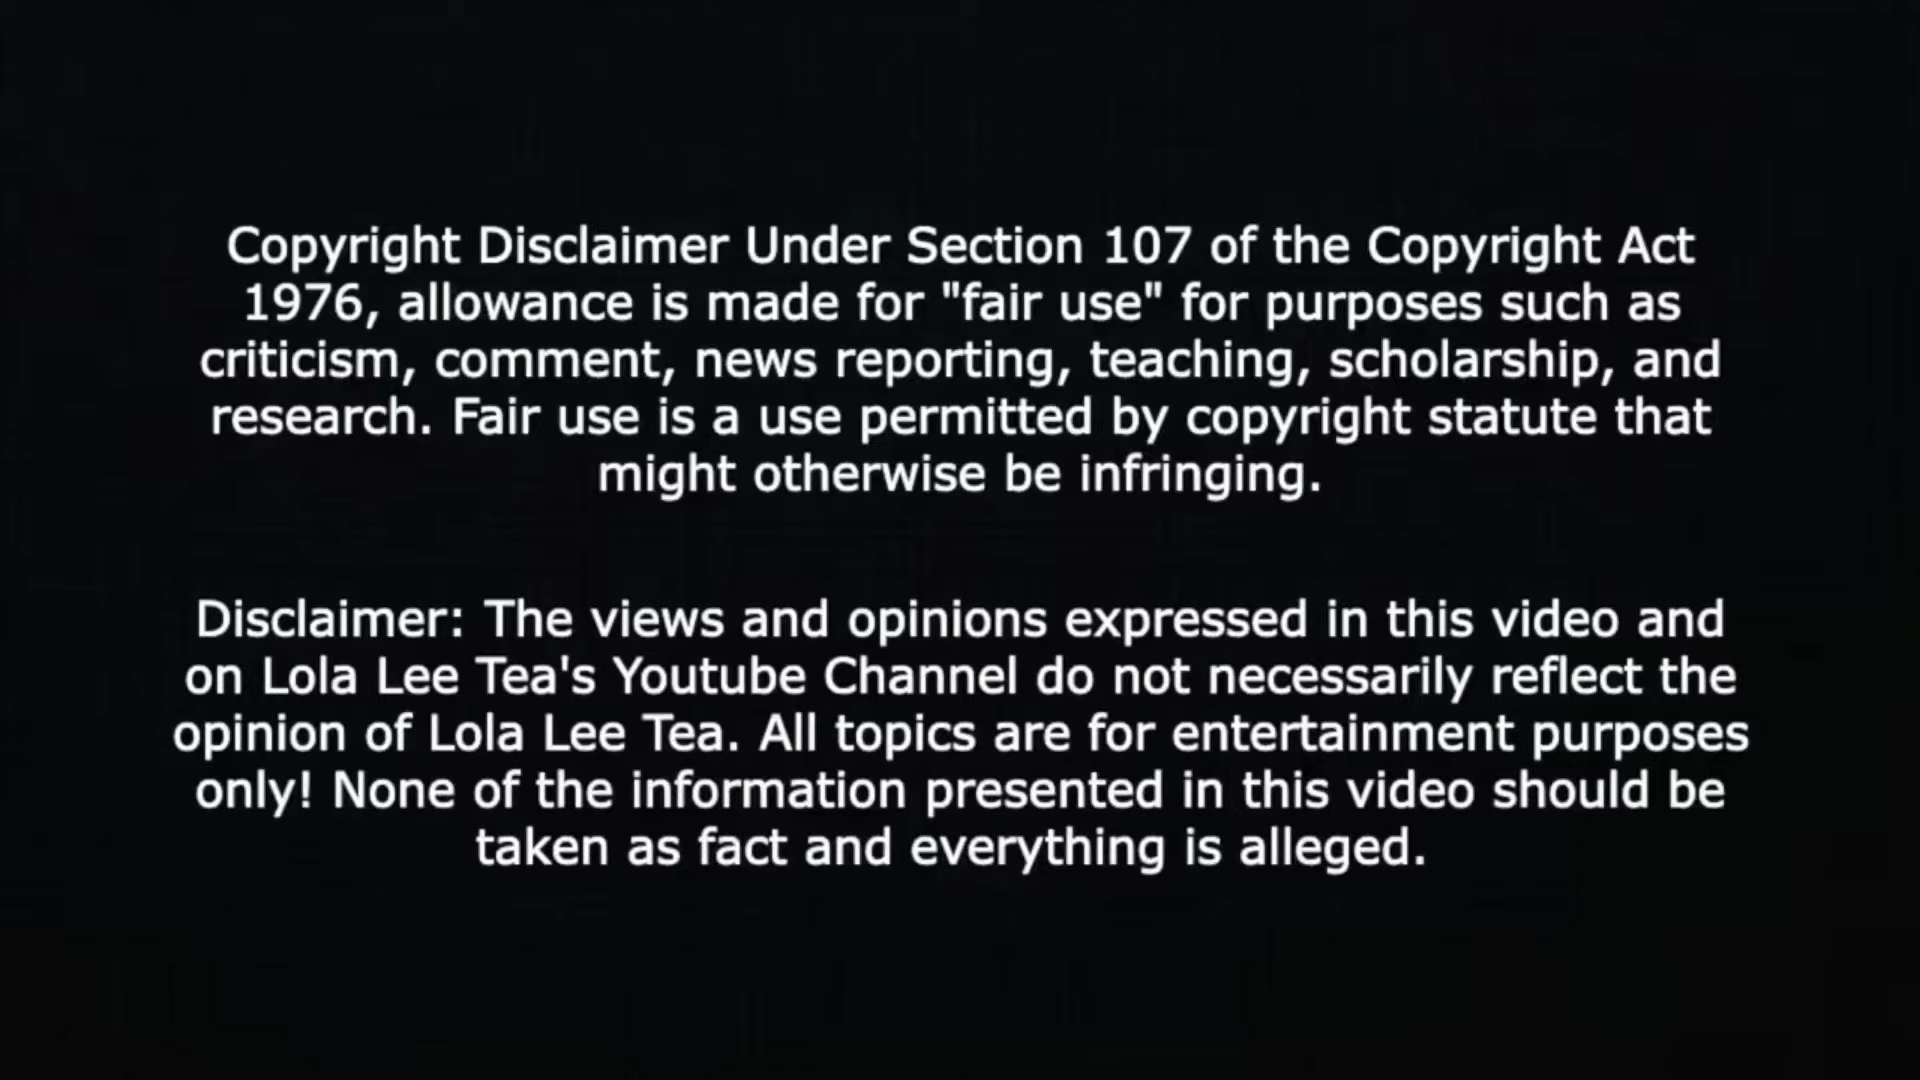 Copyright Disclaimer Under Section 107 of the Copyright Act
1976, allowance is made for "fair use" for purposes such as
criticism, comment, news reporting, teaching, scholarship, and
research. Fair use is a use permitted by copyright statute that
might otherwise be infringing.
Disclaimer: The views and opinions expressed in this video and
on Lola Lee Tea's Youtube Channel do not necessarily reflect the
opinion of Lola Lee Tea. All topics are for entertainment purposes
only! None of the information presented in this video should be
taken as fact and everything is alleged.